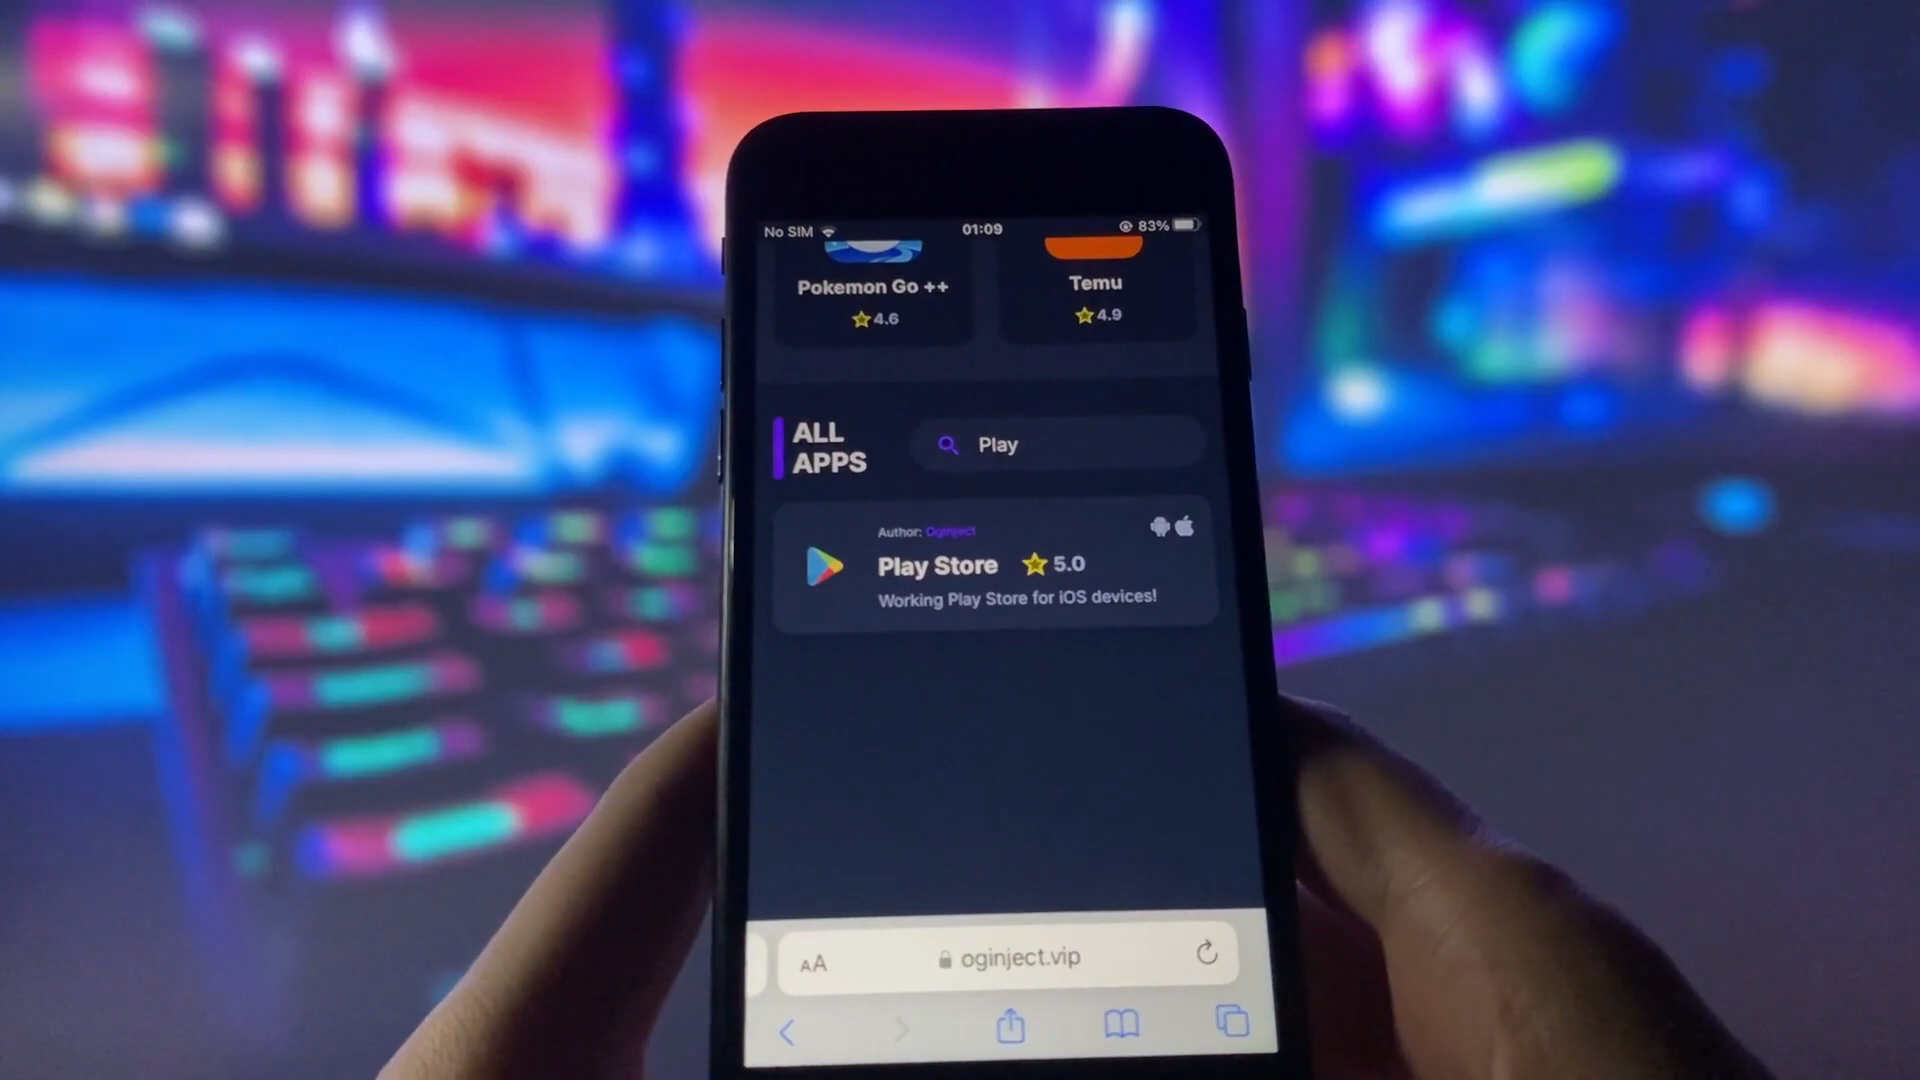 No SIM 01:09 83%
Pokemon Go ++ Temu
4.6 4.9
ALL
APPS
Play
Author: Oginject
Play Store 5.0
Working Play Store for iOS devices!
AA oginject.vip